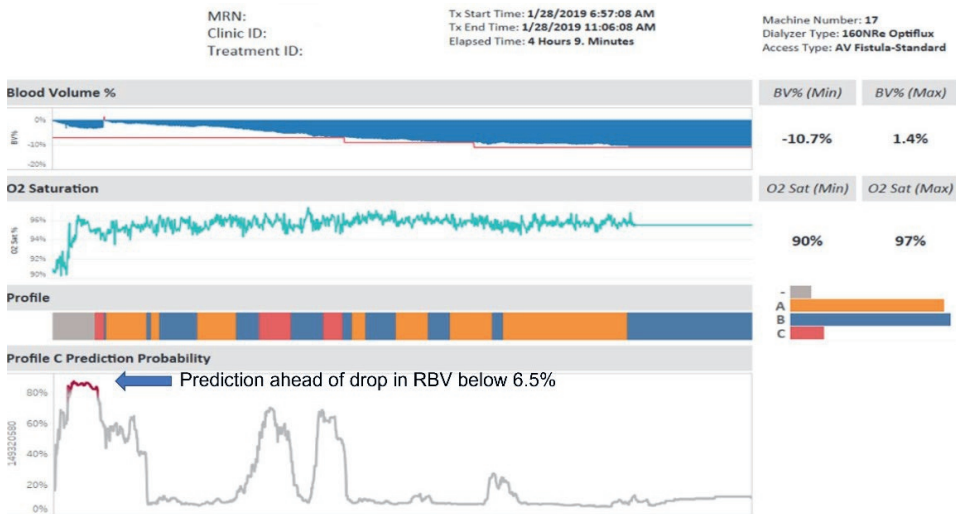 MRN:
Clinic ID:
Treatment ID:
Tx Start Time: 1/28/2019 6:57:08 AM
Tx End Time: 1/28/2019 11:06:08 AM
Elapsed Time: 4 Hours 9. Minutes
Machine Number: 17
Dialyzer Type: 160NRe Optiflux
Access Type: AV Fistula-Standard
Blood Volume %
BV% (Min)
BV% (Max)
BV%
0%
-10%
-20%
-10.7%
1.4%
O2 Saturation
O2 Sat (Min)
O2 Sat (Max)
O2 Sat %
96%
94%
92%
90%
90%
97%
Profile
-
A
B
C
Profile C Prediction Probability
Prediction ahead of drop in RBV below 6.5%
149320580
80%
60%
40%
20%
0%